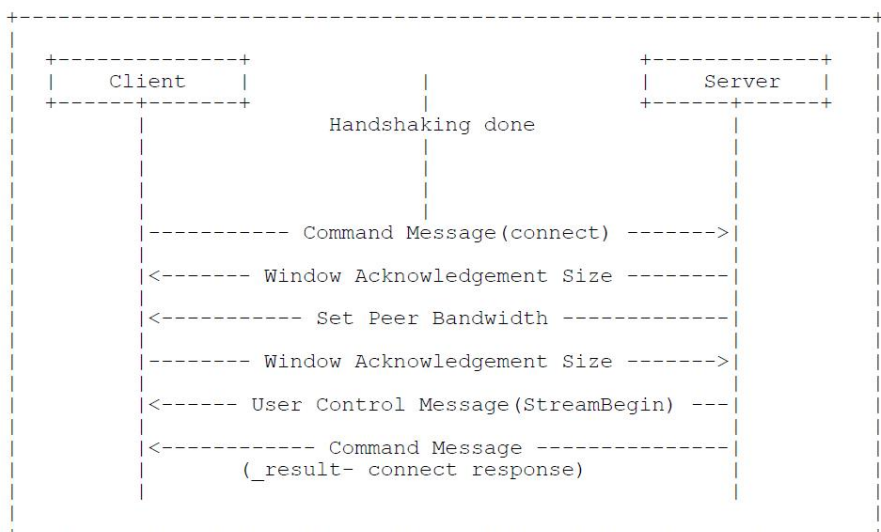 Client Server
Handshaking done
Command Message(connect)
Window Acknowledgement Size
Set Peer Bandwidth
Window Acknowledgement Size
User Control Message(StreamBegin)
Command Message
(_result- connect response)